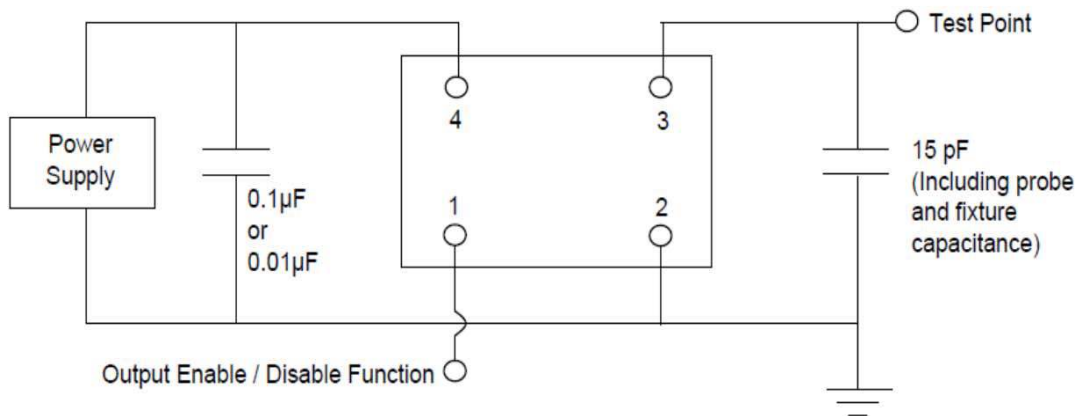 Test Point
4
3
Power
Supply
0.1µF
or
0.01µF
1
2
15 pF
(Including probe
and fixture
capacitance)
Output Enable / Disable Function